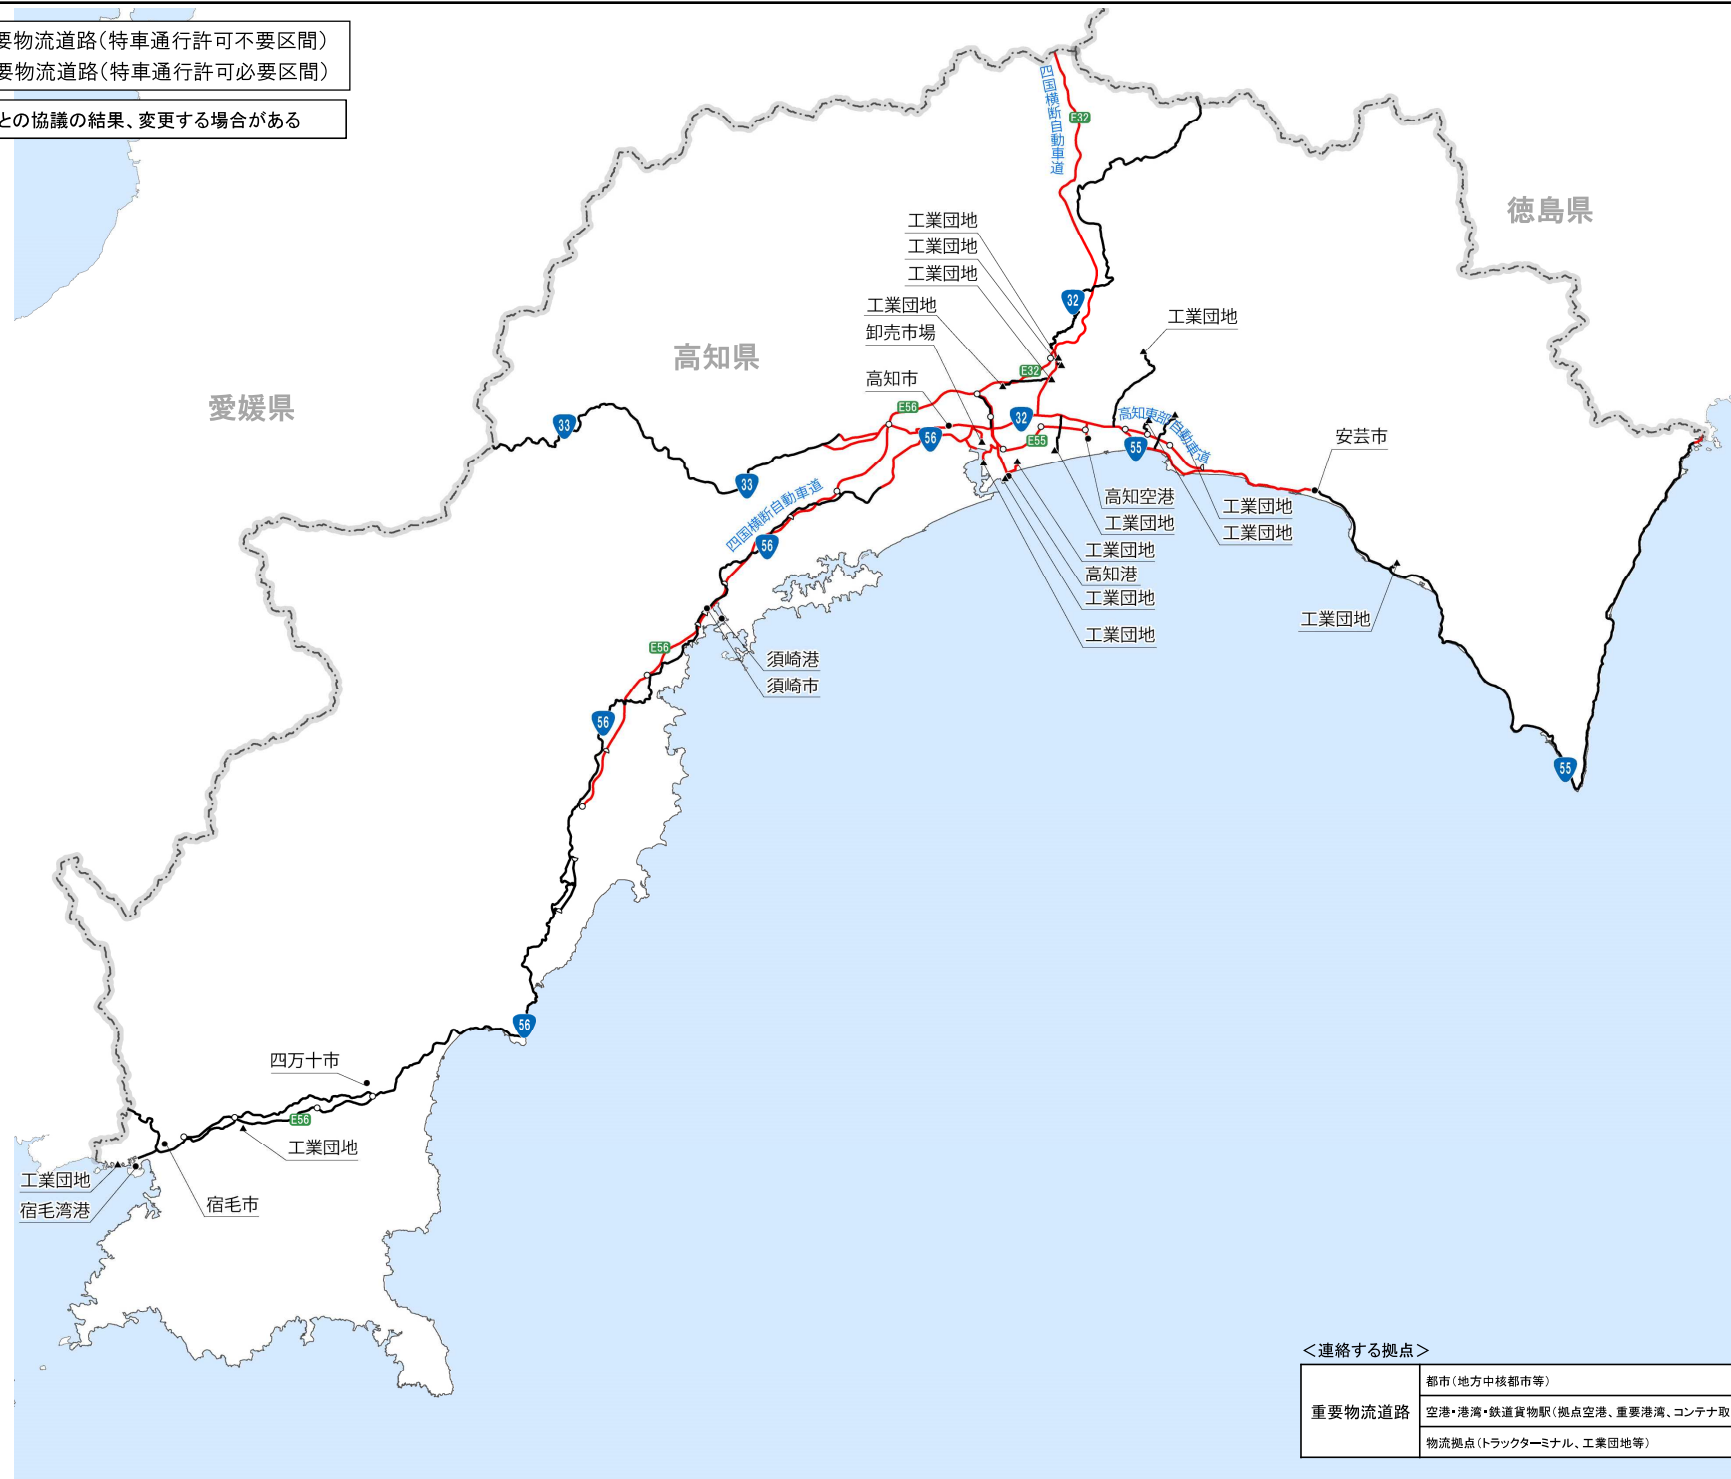 要物流道路(特車通行許可不要区間)
要物流道路(特車通行許可必要区間)
との協議の結果、変更する場合がある
四国横断自動車道
E32
徳島県
工業団地
工業団地
工業団地
32
工業団地
工業団地
卸売市場
高知県
E32
高知市
愛媛県
E56
33
32
高知東部自動車道
56
E55
55
安芸市
33
四国横断自動車道
高知空港
工業団地
工業団地
工業団地
工業団地
56
高知港
工業団地
工業団地
工業団地
E56
須崎港
須崎市
56
55
56
四万十市
E56
工業団地
工業団地
宿毛湾港
宿毛市
<連絡する拠点>
重要物流道路
都市(地方中核都市等)
空港・港湾・鉄道貨物駅(拠点空港、重要港湾、コンテナ取
物流拠点(トラックターミナル、工業団地等)